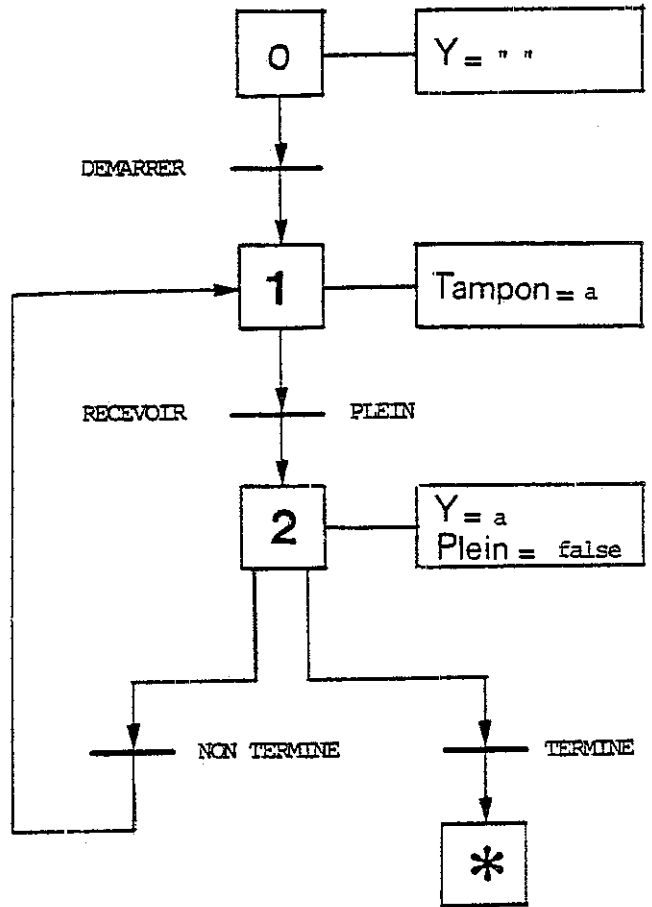 0
Y = " "
DEMARRER
1
Tampon = a
RECEVOIR
PLEIN
2
Y = a
Plein = false
NON TERMINE
TERMINE
*